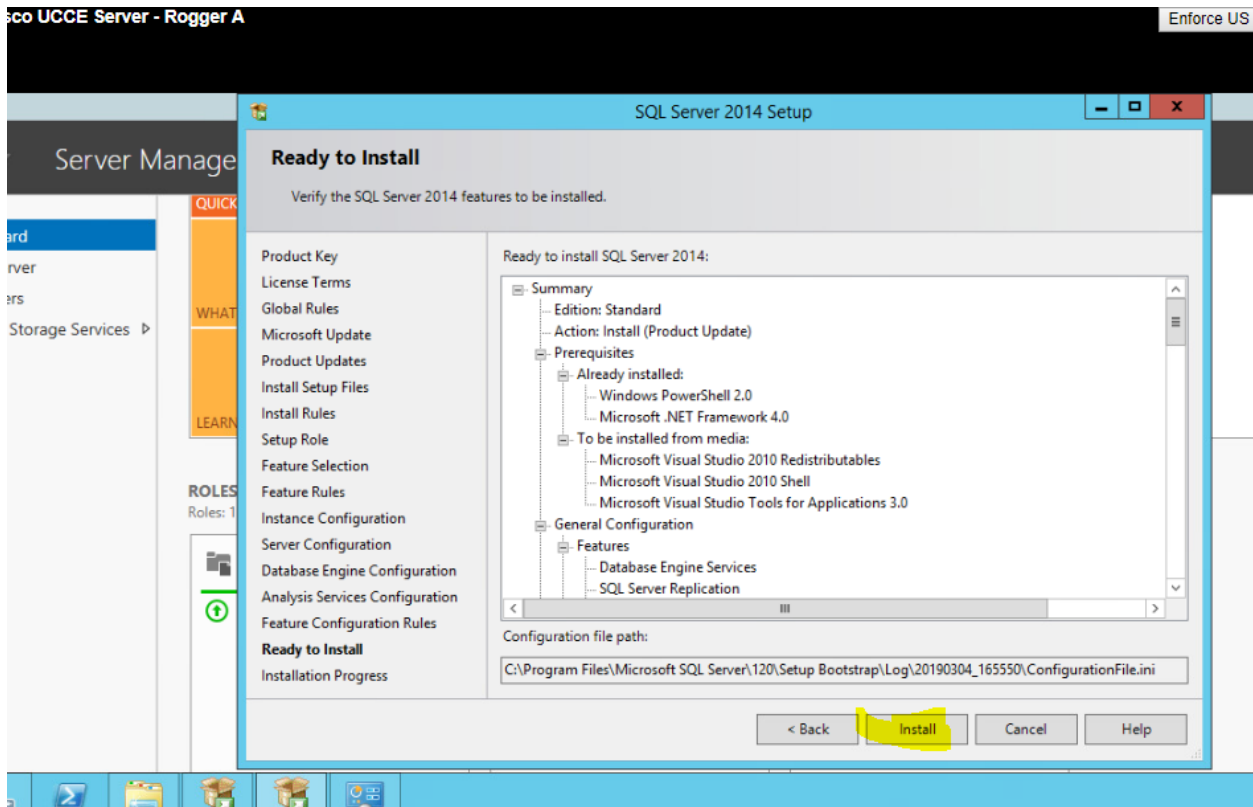 sco UCCE Server - Rogger A
Enforce US
SQL Server 2014 Setup
Server Manage
Ready to Install
Verify the SQL Server 2014 features to be installed.
QUICK
ard
rver
ers
Storage Services
WHAT
LEARN
ROLES
Roles: 1
Product Key
License Terms
Global Rules
Microsoft Update
Product Updates
Install Setup Files
Install Rules
Setup Role
Feature Selection
Feature Rules
Instance Configuration
Server Configuration
Database Engine Configuration
Analysis Services Configuration
Feature Configuration Rules
Ready to Install
Installation Progress
Ready to install SQL Server 2014:
Summary
Edition: Standard
Action: Install (Product Update)
Prerequisites
Already installed:
Windows PowerShell 2.0
Microsoft .NET Framework 4.0
To be installed from media:
Microsoft Visual Studio 2010 Redistributables
Microsoft Visual Studio 2010 Shell
Microsoft Visual Studio Tools for Applications 3.0
General Configuration
Features
Database Engine Services
SQL Server Replication
Configuration file path:
C:\Program Files\Microsoft SQL Server\120\Setup Bootstrap\Log\20190304_165550\ConfigurationFile.ini
< Back
Install
Cancel
Help